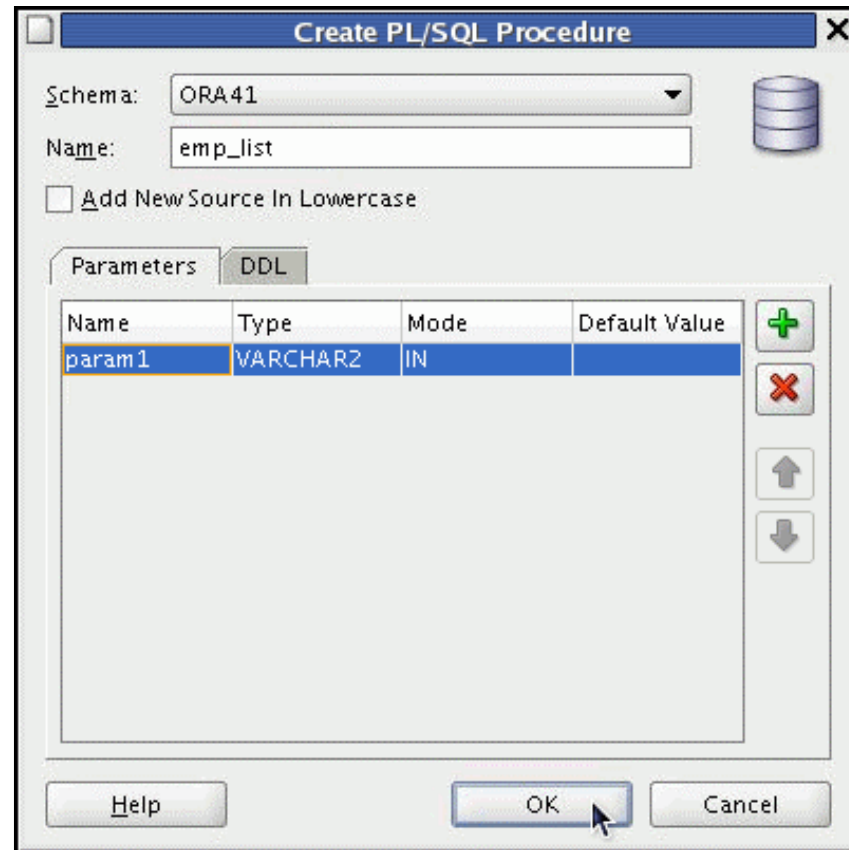 Create PL/SQL Procedure
Schema: ORA41
Name: emp_list
Add New Source In Lowercase
Parameters DDL
Name Type Mode Default Value
param1 VARCHAR2 IN
Help OK Cancel